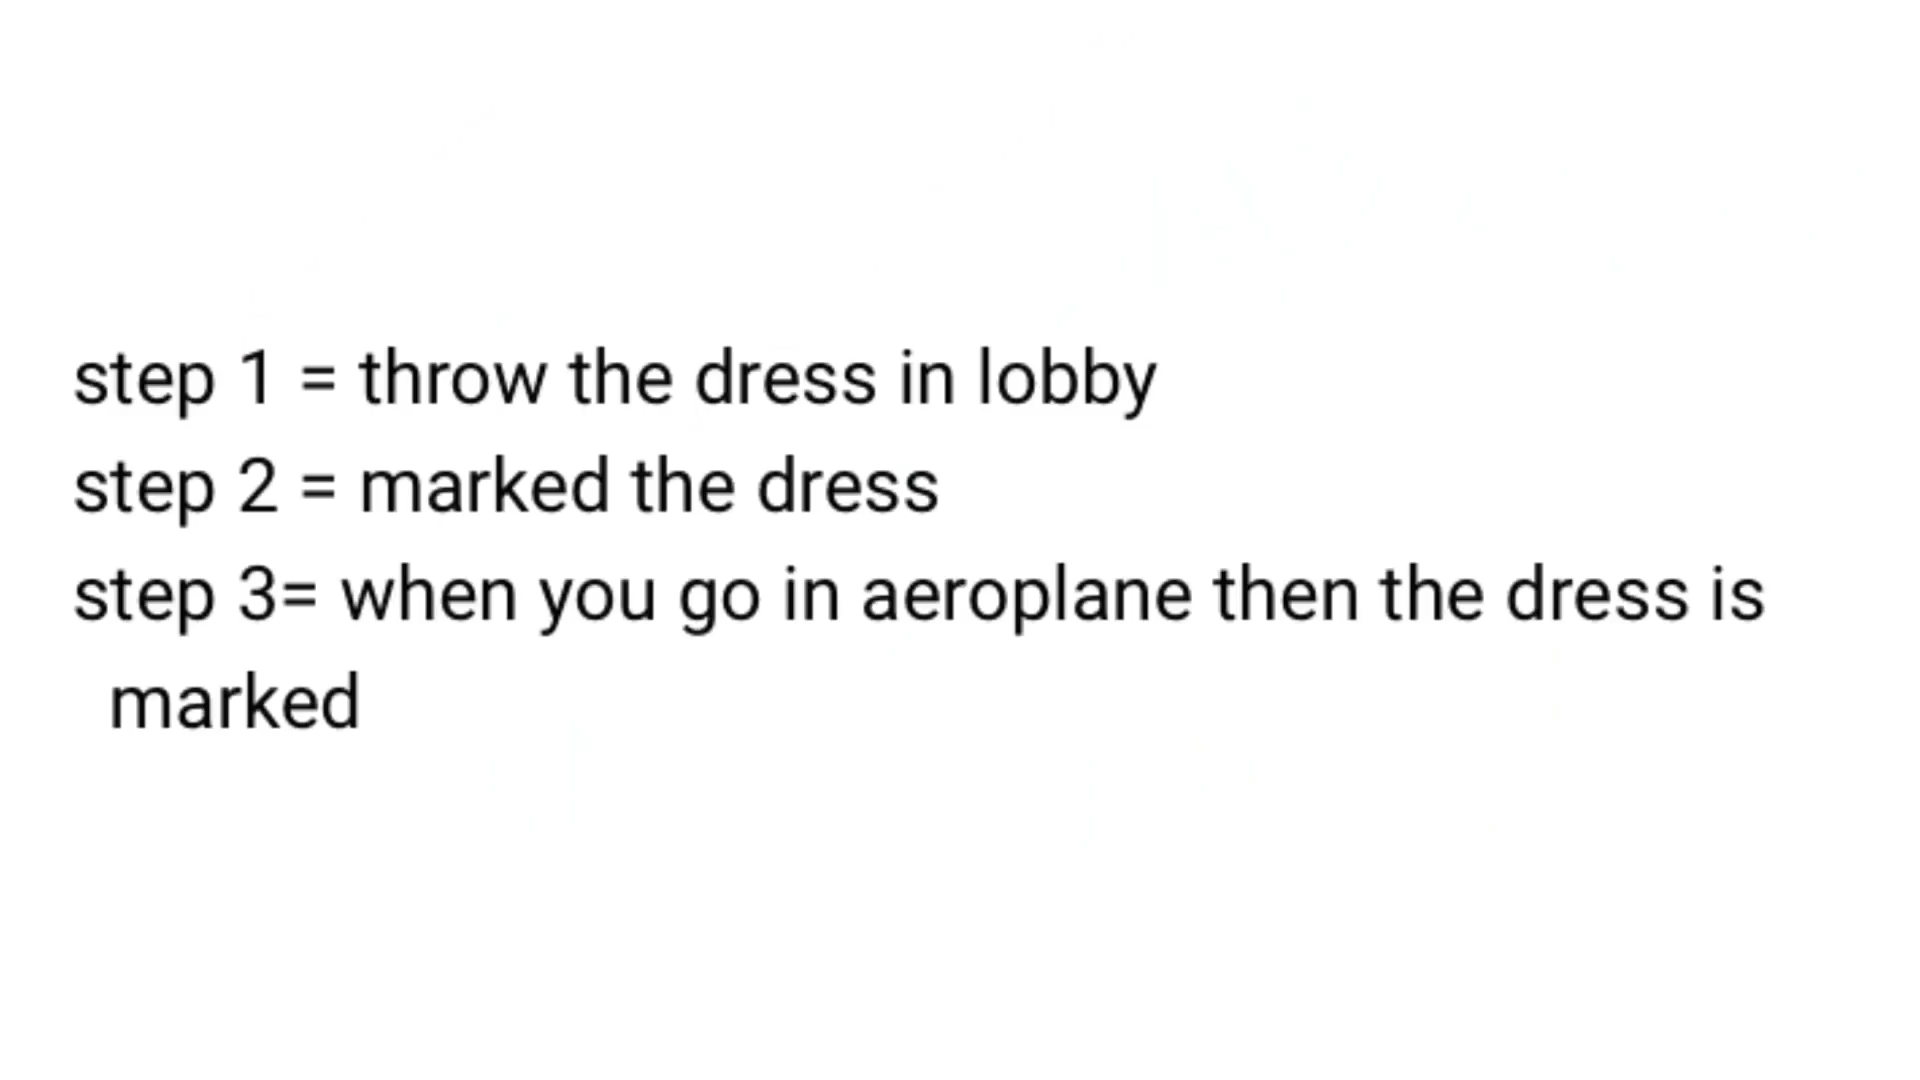 step 1 = throw the dress in lobby
step 2 = marked the dress
step 3= when you go in aeroplane then the dress is
marked